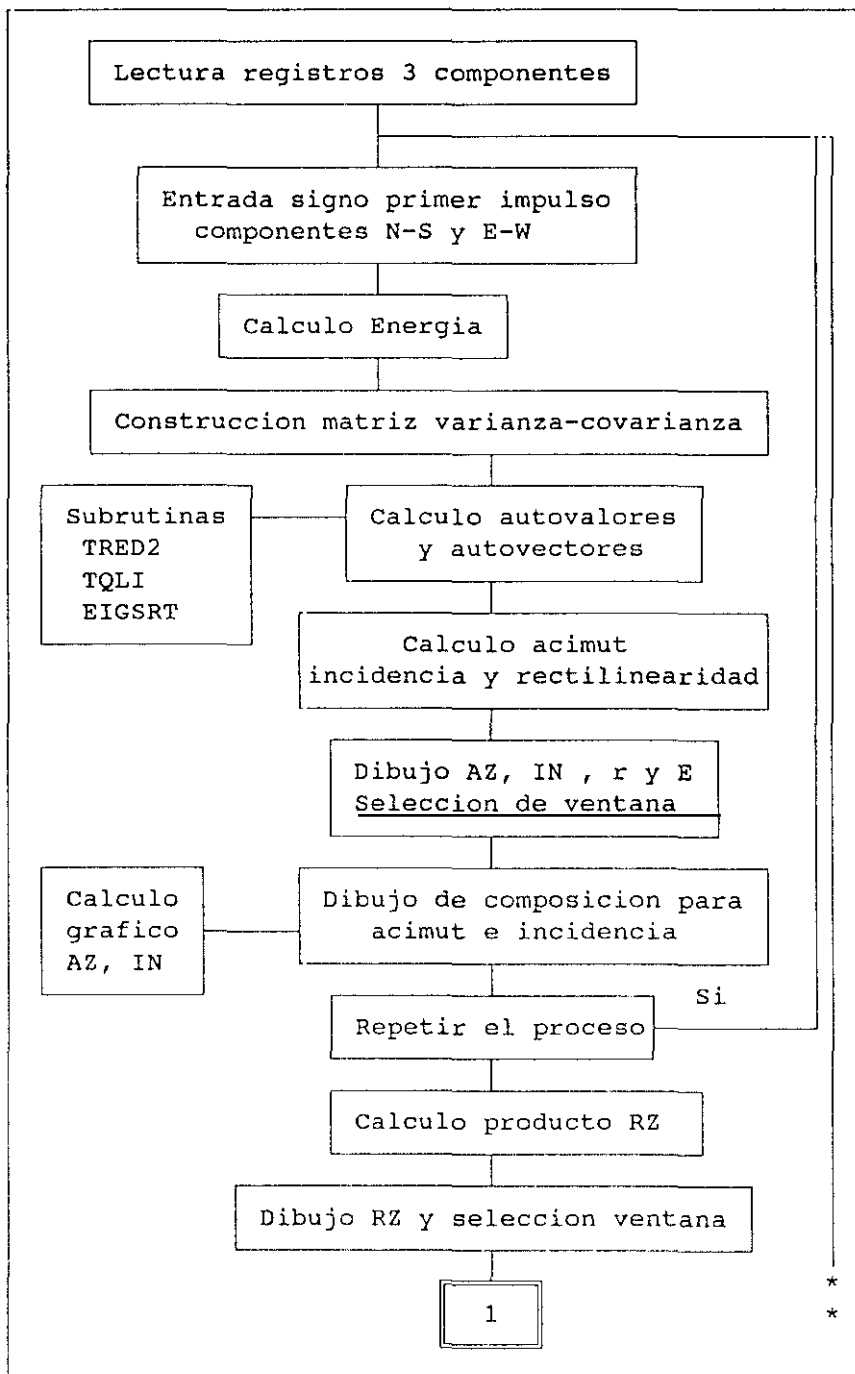 Lectura registros 3 componentes
Entrada signo primer impulso
componentes N-S y E-W
Calculo Energia
Construccion matriz varianza-covarianza
Subrutinas
TRED2
TQLI
EIGSRT
Calculo autovalores
y autovectores
Calculo acimut
incidencia y rectilinearidad
Dibujo AZ, IN , r y E
Seleccion de ventana
Calculo
grafico
AZ, IN
Dibujo de composicion para
acimut e incidencia
Si
Repetir el proceso
Calculo producto RZ
Dibujo RZ y seleccion ventana
1
*
*